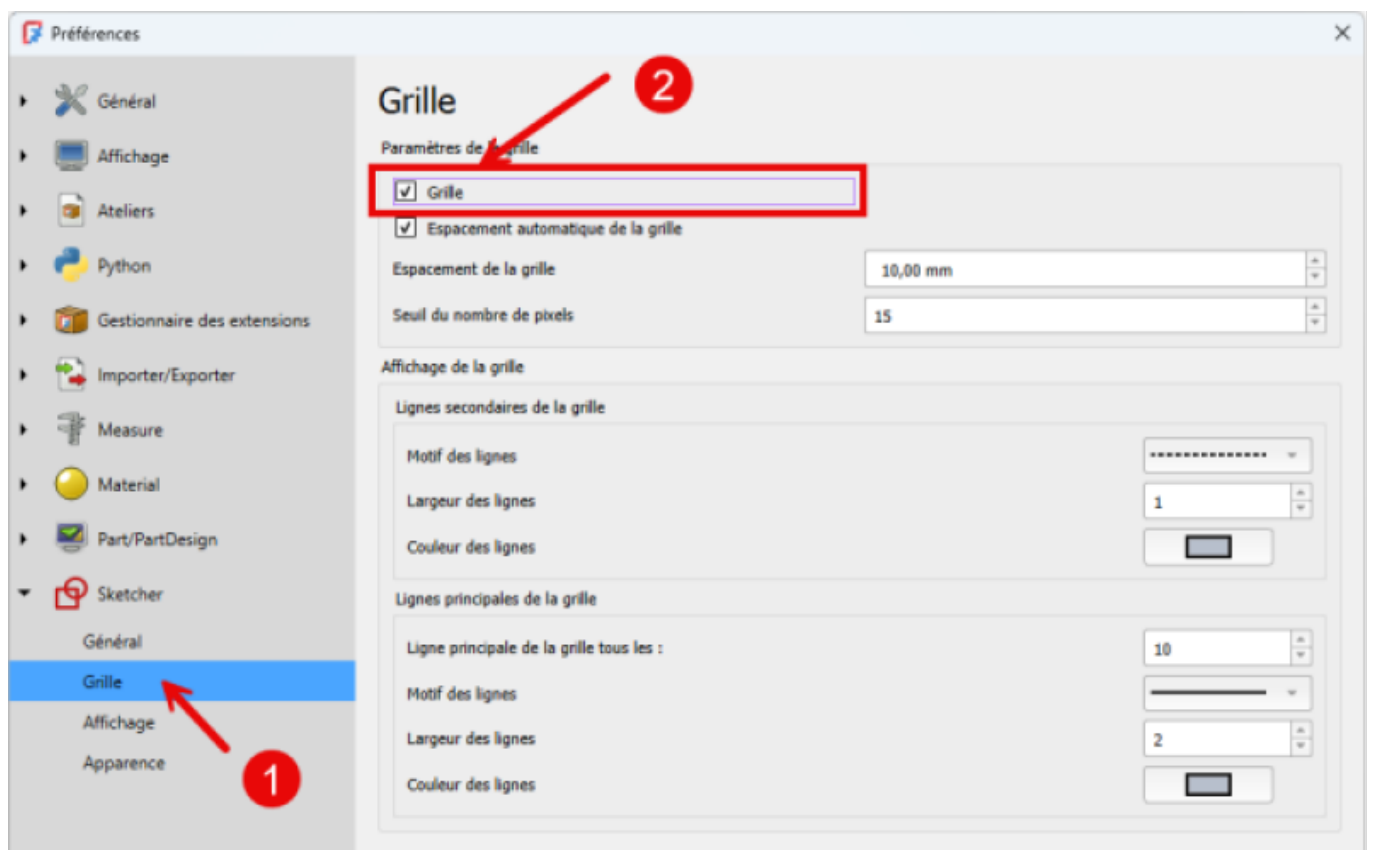 Préférences
Général
Affichage
Ateliers
Python
Gestionnaire des extensions
Importer/Exporter
Measure
Material
Part/PartDesign
Sketcher
Général
Grille
Affichage
Apparence
1
2
Grille
Paramètres de la grille
Grille
Espacement automatique de la grille
Espacement de la grille 10,00 mm
Seuil du nombre de pixels 15
Affichage de la grille
Lignes secondaires de la grille
Motif des lignes
Largeur des lignes 1
Couleur des lignes
Lignes principales de la grille
Ligne principale de la grille tous les : 10
Motif des lignes
Largeur des lignes 2
Couleur des lignes